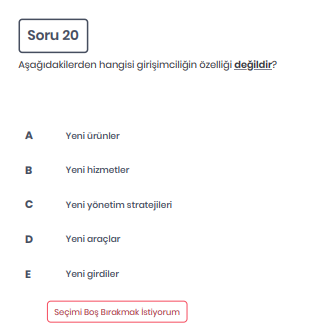 Soru 20
Aşağıdakilerden hangisi girişimciliğin özelliği değildir?
A Yeni ürünler
B Yeni hizmetler
C Yeni yönetim stratejileri
D Yeni araçlar
E Yeni girdiler
Seçimi Boş Bırakmak İstiyorum